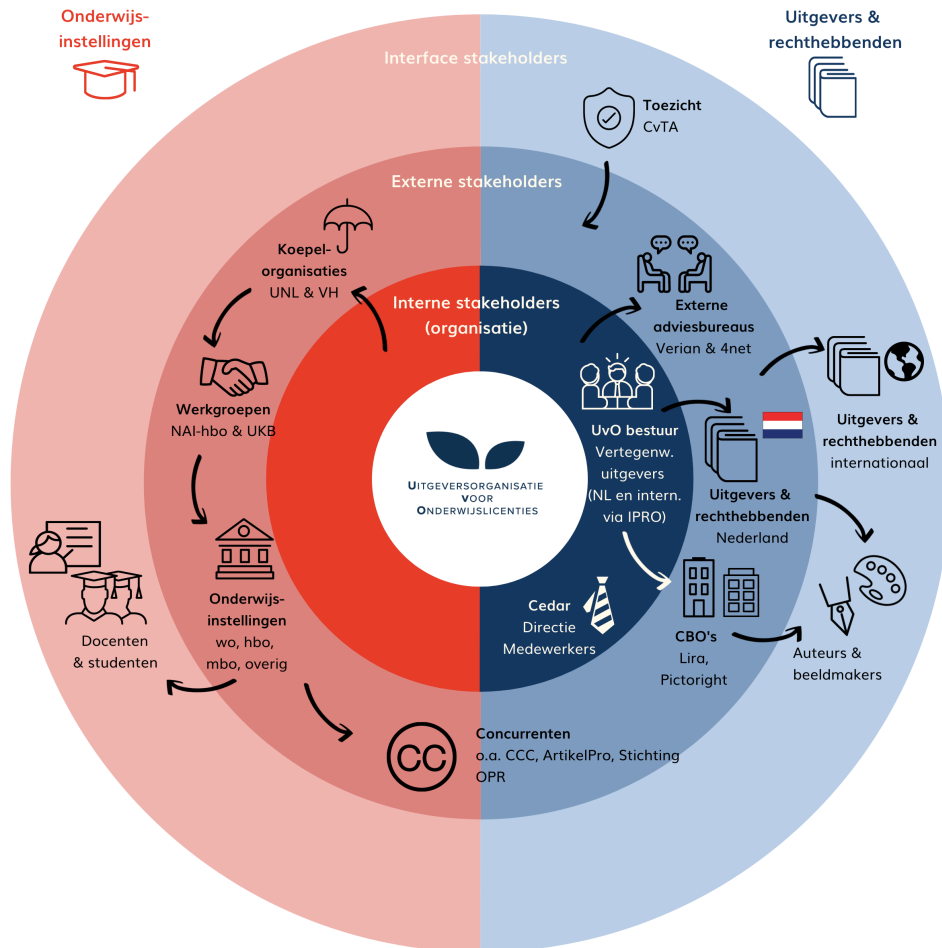 Onderwijs-
instellingen
Uitgevers &
rechthebbenden
Interface stakeholders
Toezicht
CvTA
Externe stakeholders
Koepel-
organisaties
UNL & VH
Interne stakeholders
(organisatie)
Externe
adviesbureaus
Verian & 4net
Werkgroepen
NAI-hbo & UKB
UvO bestuur
Vertegenw.
uitgevers
(NL en intern.
via IPRO)
Uitgevers &
rechthebbenden
internationaal
UITGEVERSORGANISATIE
VOOR
ONDERWIJSLICENTIES
Uitgevers &
rechthebbenden
Nederland
Onderwijs-
instellingen
wo, hbo,
mbo, overig
Docenten
& studenten
Cedar
Directie
Medewerkers
CBO's
Lira,
Pictoright
Auteurs &
beeldmakers
CC
Concurrenten
o.a. CCC, ArtikelPro, Stichting
OPR